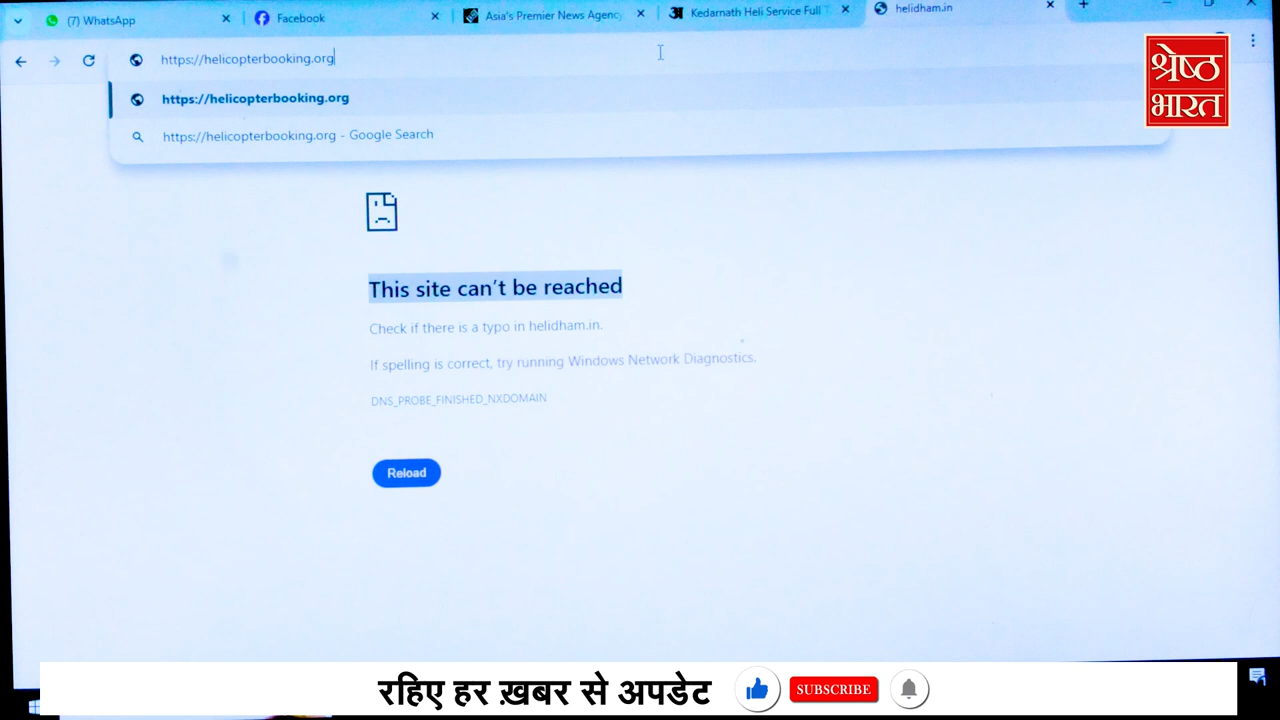 (7) WhatsApp
Facebook
Asia's Premier News Agency
Kedarnath Heli Service Full T
helidham.in
https://helicopterbooking.org
https://helicopterbooking.org
https://helicopterbooking.org - Google Search
श्रेष्ठ
भारत
This site can't be reached
Check if there is a typo in helidham.in.
If spelling is correct, try running Windows Network Diagnostics.
DNS_PROBE_FINISHED_NXDOMAIN
Reload
रहिए हर ख़बर से अपडेट
SUBSCRIBE